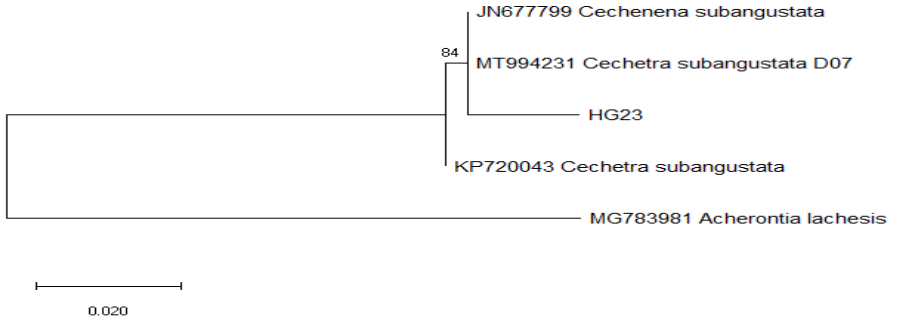 JN677799 Cechenena subangustata
84
MT994231 Cechetra subangustata D07
HG23
KP720043 Cechetra subangustata
MG783981 Acherontia lachesis
0.020